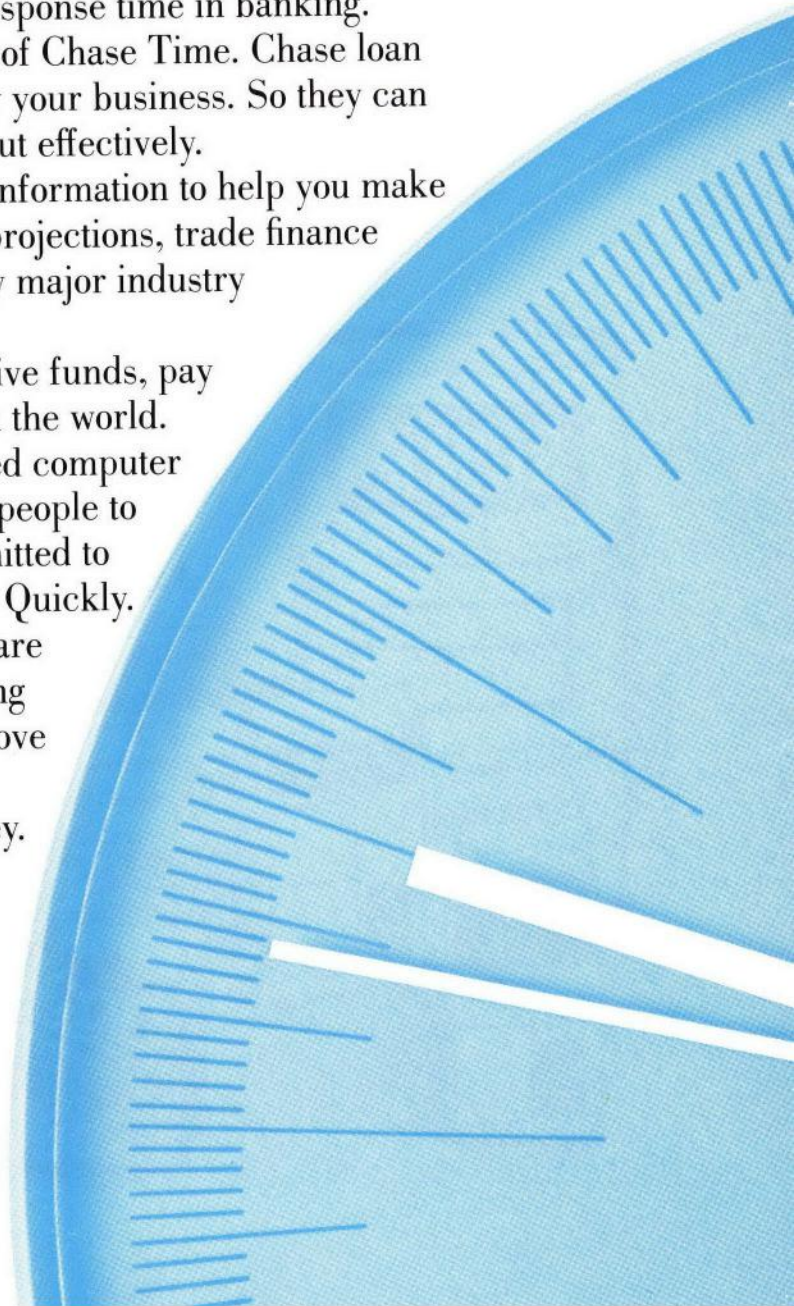 sponse time in banking.
of Chase Time. Chase loan
your business. So they can
ut effectively.
nformation to help you make
rojections, trade finance
major industry
ive funds, pay
the world.
ed computer
people to
itted to
Quickly.
are
ng
ove
y.